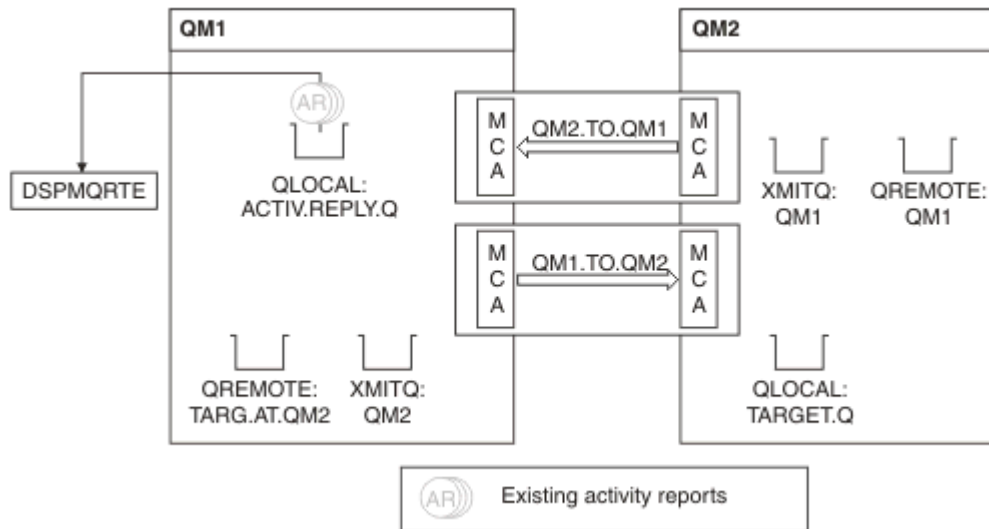 QM1
QM2
AR
M
C
A
QM2.TO.QM1
M
C
A
DSPMQRTE
QLOCAL:
ACTIV.REPLY.Q
XMITQ:
QM1
QREMOTE:
QM1
M
C
A
QM1.TO.QM2
M
C
A
QREMOTE:
TARG.AT.QM2
XMITQ:
QM2
QLOCAL:
TARGET.Q
AR
Existing activity reports